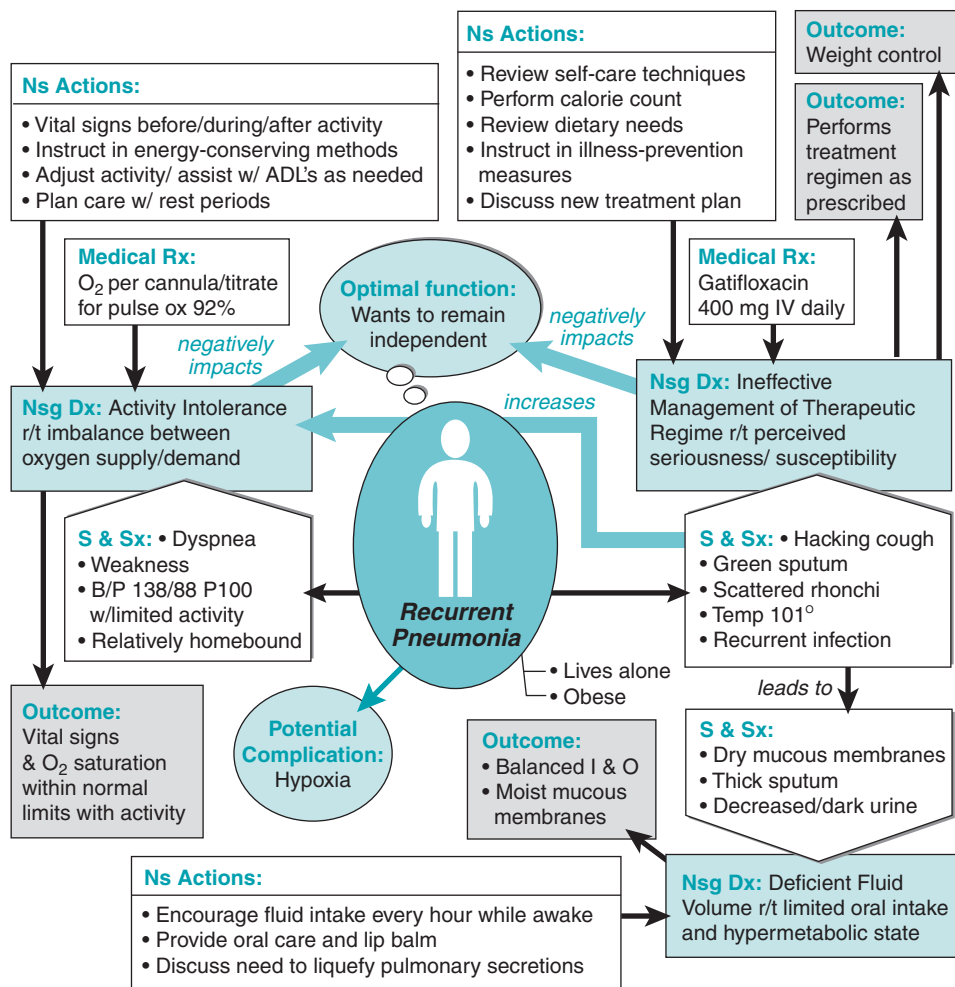 Ns Actions:
• Vital signs before/during/after activity
• Instruct in energy-conserving methods
• Adjust activity/ assist w/ ADL's as needed
• Plan care w/ rest periods
Ns Actions:
• Review self-care techniques
• Perform calorie count
• Review dietary needs
• Instruct in illness-prevention
measures
• Discuss new treatment plan
Outcome:
Weight control
Outcome:
Performs
treatment
regimen as
prescribed
Medical Rx:
O2 per cannula/titrate
for pulse ox 92%
Optimal function:
Wants to remain
independent
Medical Rx:
Gatifloxacin
400 mg IV daily
negatively
impacts
negatively
impacts
Nsg Dx: Activity Intolerance
r/t imbalance between
oxygen supply/demand
increases
Nsg Dx: Ineffective
Management of Therapeutic
Regime r/t perceived
seriousness/ susceptibility
S & Sx: • Dyspnea
• Weakness
• B/P 138/88 P100
w/limited activity
• Relatively homebound
Recurrent
Pneumonia
S & Sx: • Hacking cough
• Green sputum
• Scattered rhonchi
• Temp 101°
• Recurrent infection
• Lives alone
• Obese
leads to
Outcome:
Vital signs
& O2 saturation
within normal
limits with activity
Potential
Complication:
Hypoxia
Outcome:
• Balanced I & O
• Moist mucous
membranes
S & Sx:
• Dry mucous membranes
• Thick sputum
• Decreased/dark urine
Ns Actions:
• Encourage fluid intake every hour while awake
• Provide oral care and lip balm
• Discuss need to liquefy pulmonary secretions
Nsg Dx: Deficient Fluid
Volume r/t limited oral intake
and hypermetabolic state